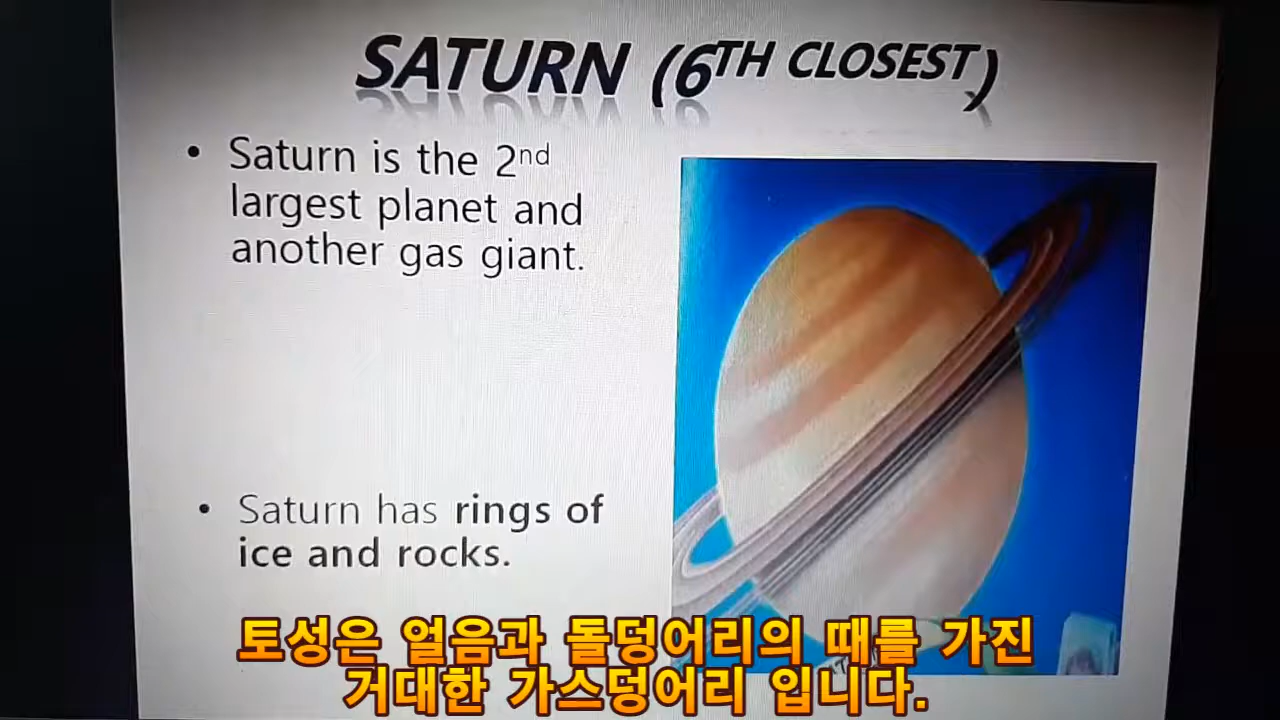 SATURN (6TH CLOSEST)
• Saturn is the 2nd
largest planet and
another gas giant.
• Saturn has rings of
ice and rocks.
토성은 얼음과 돌덩어리의 때를 가진
거대한 가스덩어리 입니다.